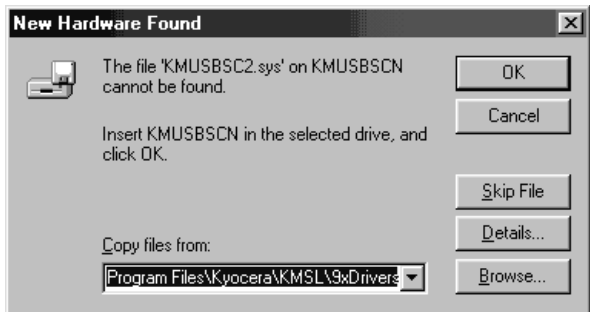 New Hardware Found
The file 'KMUSBSC2.sys' on KMUSBSCN
cannot be found.
Insert KMUSBSCN in the selected drive, and
click OK.
Copy files from:
Program Files\Kyocera\KMSL\9xDrivers
OK
Cancel
Skip File
Details...
Browse...